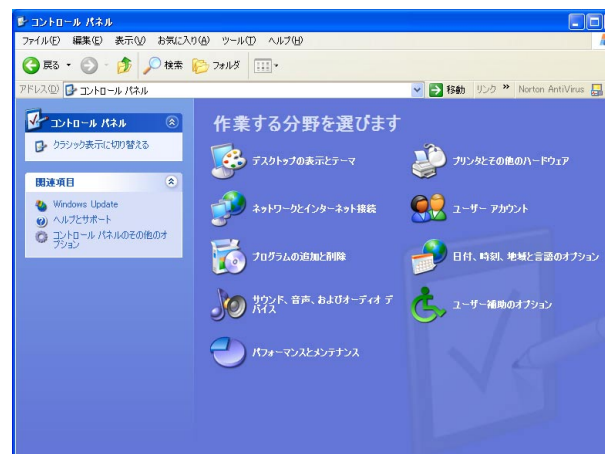 コントロール パネル
ファイル(F) 編集(E) 表示(V) お気に入り(A) ツール(T) ヘルプ(H)
戻る 検索 フォルダ
アドレス(D) コントロール パネル 移動 リンク » Norton AntiVirus
コントロール パネル
クラシック表示に切り替える
関連項目
Windows Update
ヘルプとサポート
コントロール パネルのその他のオ
プション
作業する分野を選びます
デスクトップの表示とテーマ
プリンタとその他のハードウェア
ネットワークとインターネット接続
ユーザー アカウント
プログラムの追加と削除
日付、時刻、地域と言語のオプション
サウンド、音声、およびオーディオ デ
バイス
ユーザー補助のオプション
パフォーマンスとメンテナンス